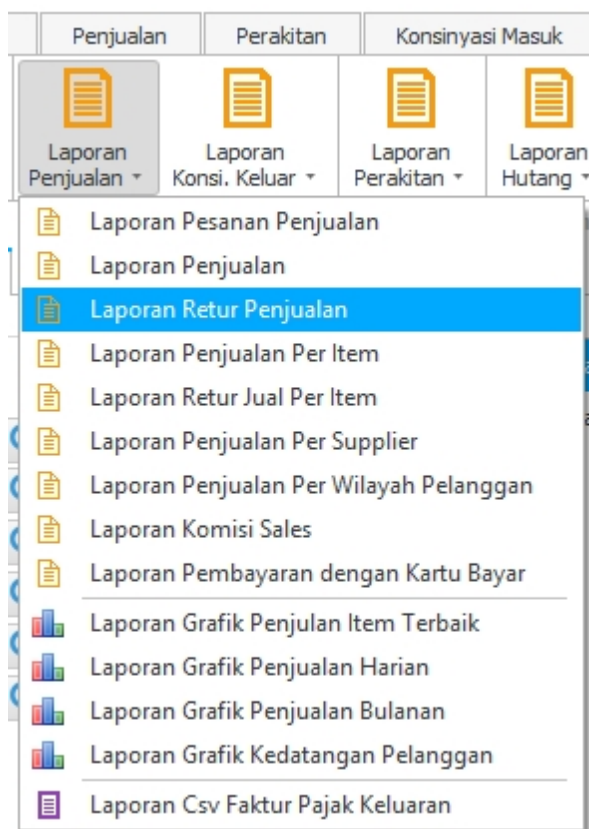 Penjualan
Perakitan
Konsinyasi Masuk
Laporan
Penjualan
Laporan
Konsi. Keluar
Laporan
Perakitan
Laporan
Hutang
Laporan Pesanan Penjualan
Laporan Penjualan
Laporan Retur Penjualan
Laporan Penjualan Per Item
Laporan Retur Jual Per Item
Laporan Penjualan Per Supplier
Laporan Penjualan Per Wilayah Pelanggan
Laporan Komisi Sales
Laporan Pembayaran dengan Kartu Bayar
Laporan Grafik Penjulan Item Terbaik
Laporan Grafik Penjualan Harian
Laporan Grafik Penjualan Bulanan
Laporan Grafik Kedatangan Pelanggan
Laporan Csv Faktur Pajak Keluaran